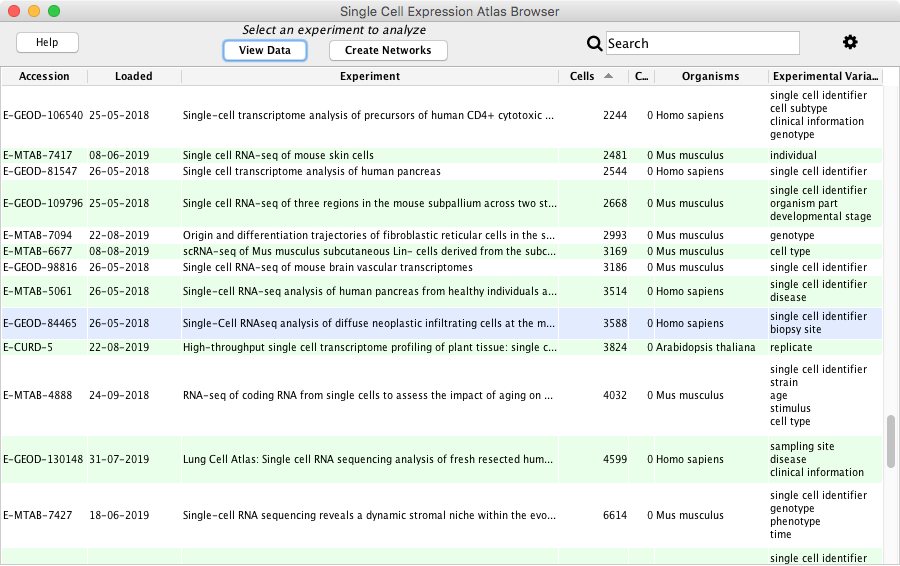 Single Cell Expression Atlas Browser
Help
Select an experiment to analyze
View Data
Create Networks
Search
Accession Loaded Experiment Cells C... Organisms Experimental Varia...
E-GEOD-106540 25-05-2018 Single-cell transcriptome analysis of precursors of human CD4+ cytotoxic ... 2244 0 Homo sapiens single cell identifier
cell subtype
clinical information
genotype
E-MTAB-7417 08-06-2019 Single cell RNA-seq of mouse skin cells 2481 0 Mus musculus individual
E-GEOD-81547 26-05-2018 Single cell transcriptome analysis of human pancreas 2544 0 Homo sapiens single cell identifier
E-GEOD-109796 25-05-2018 Single cell RNA-seq of three regions in the mouse subpallium across two st... 2668 0 Mus musculus single cell identifier
organism part
developmental stage
E-MTAB-7094 22-08-2019 Origin and differentiation trajectories of fibroblastic reticular cells in the s... 2993 0 Mus musculus genotype
E-MTAB-6677 08-08-2019 scRNA-seq of Mus musculus subcutaneous Lin- cells derived from the subc... 3169 0 Mus musculus cell type
E-GEOD-98816 26-05-2018 Single cell RNA-seq of mouse brain vascular transcriptomes 3186 0 Mus musculus single cell identifier
E-MTAB-5061 26-05-2018 Single-cell RNA-seq analysis of human pancreas from healthy individuals a... 3514 0 Homo sapiens single cell identifier
disease
E-GEOD-84465 26-05-2018 Single-Cell RNAseq analysis of diffuse neoplastic infiltrating cells at the m... 3588 0 Homo sapiens single cell identifier
biopsy site
E-CURD-5 22-08-2019 High-throughput single cell transcriptome profiling of plant tissue: single c... 3824 0 Arabidopsis thaliana replicate
E-MTAB-4888 24-09-2018 RNA-seq of coding RNA from single cells to assess the impact of aging on ... 4032 0 Mus musculus single cell identifier
strain
age
stimulus
cell type
E-GEOD-130148 31-07-2019 Lung Cell Atlas: Single cell RNA sequencing analysis of fresh resected hum... 4599 0 Homo sapiens sampling site
disease
clinical information
E-MTAB-7427 18-06-2019 Single-cell RNA sequencing reveals a dynamic stromal niche within the evo... 6614 0 Mus musculus single cell identifier
genotype
phenotype
time
single cell identifier